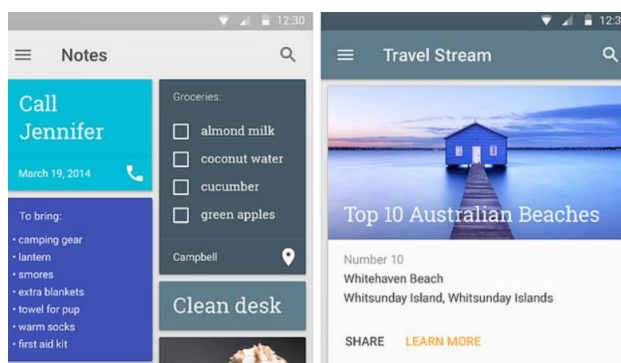 12:30
Notes
Call
Jennifer
March 19, 2014
To bring:
• camping gear
• lantern
• smores
• extra blankets
• towel for pup
• warm socks
• first aid kit
Groceries:
almond milk
coconut water
cucumber
green apples
Campbell
Clean desk
12:3
Travel Stream
Top 10 Australian Beaches
Number 10
Whitehaven Beach
Whitsunday Island, Whitsunday Islands
SHARE LEARN MORE